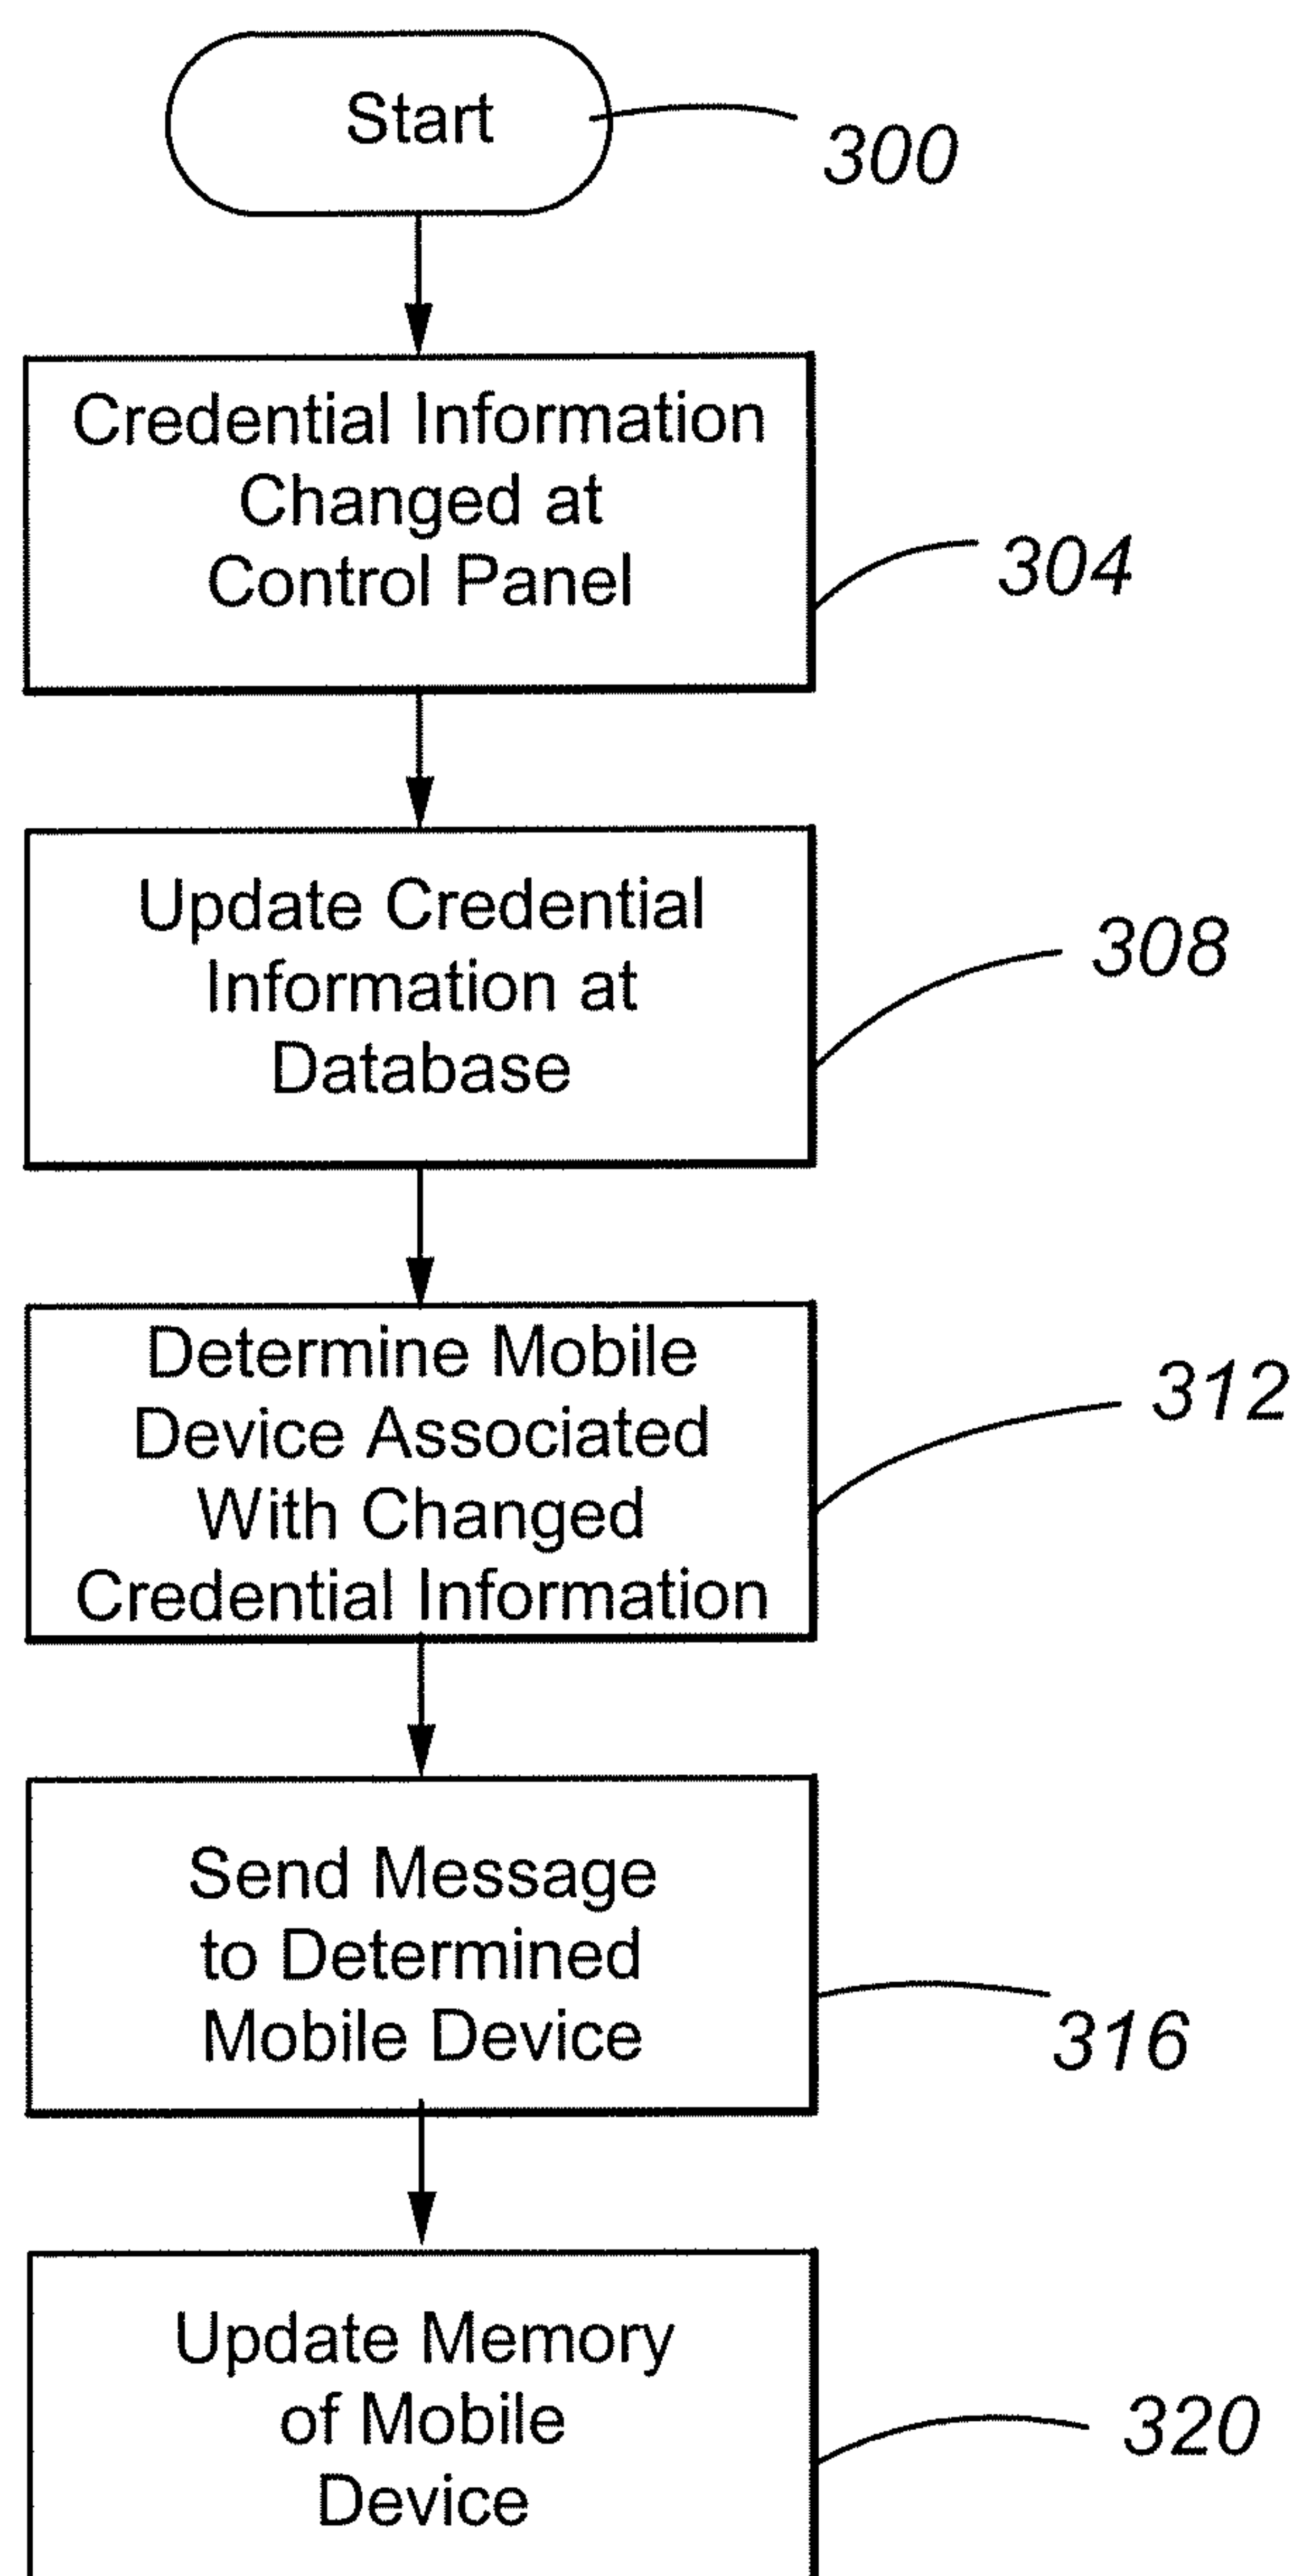 Start
300
Credential Information
Changed at
Control Panel
304
Update Credential
Information at
Database
308
Determine Mobile
Device Associated
With Changed
Credential Information
312
Send Message
to Determined
Mobile Device
316
Update Memory
of Mobile
Device
320